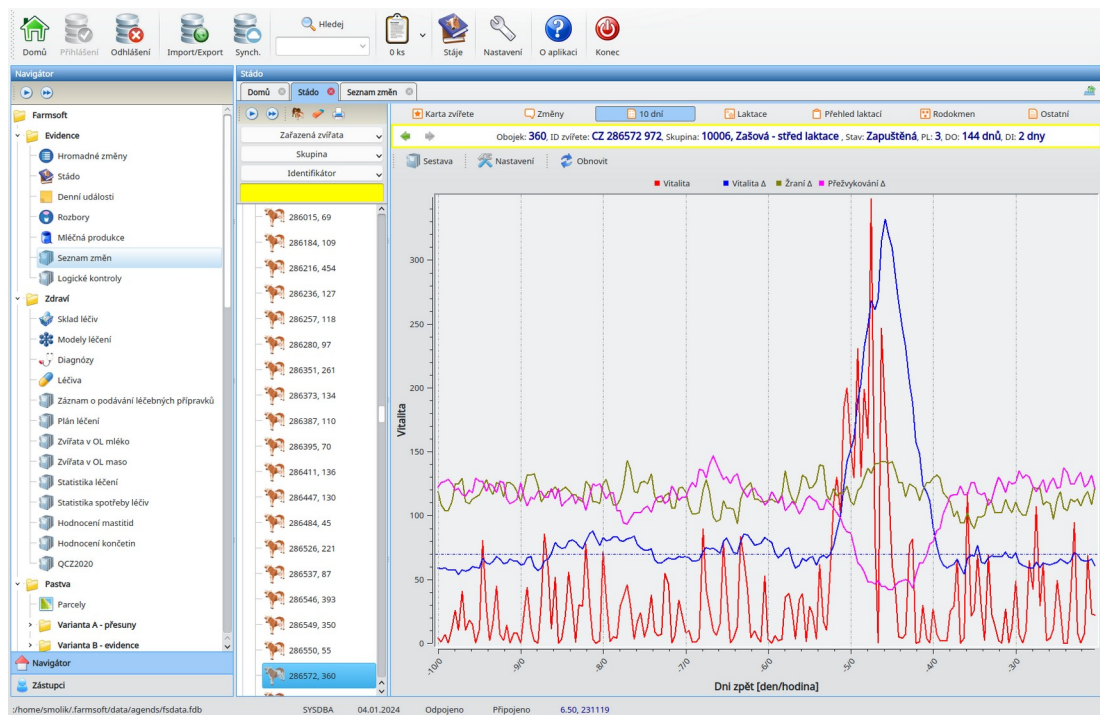 Hledej
Domů Přihlášení Odhlášení Import/Export Synch. 0 ks Stáje Nastavení O aplikaci Konec
Navigátor
Farmsoft
Evidence
Hromadné změny
Stádo
Denní události
Rozbory
Mléčná produkce
Seznam změn
Logické kontroly
Zdraví
Sklad léčiv
Modely léčení
Diagnózy
Léčiva
Záznam o podávání léčebných přípravků
Plán léčení
Zvířata v OL mléko
Zvířata v OL maso
Statistika léčení
Statistika spotřeby léčiv
Hodnocení mastitid
Hodnocení končetin
QCZ2020
Pastva
Parcely
Varianta A - přesuny
Varianta B - evidence
Navigátor
Zástupci
Stádo
Domů Stádo Seznam změn
Zařazená zvířata
Skupina
Identifikátor
286015, 69
286184, 109
286216, 454
286236, 127
286257, 118
286280, 97
286351, 261
286373, 134
286387, 110
286395, 70
286411, 136
286447, 130
286484, 45
286526, 221
286537, 87
286546, 393
286549, 350
286550, 55
286572, 360
Karta zvířete Změny 10 dní Laktace Přehled laktací Rodokmen Ostatní
Obojek: 360, ID zvířete: CZ 286572 972, Skupina: 10006, Zašová - střed laktace , Stav: Zapuštěná, PL: 3, DO: 144 dnů, DI: 2 dny
Sestava Nastavení Obnovit
Vitalita Vitalita Δ Žraní Δ Přežvykování Δ
Vitalita
300
250
200
150
100
50
0
-10/0 -9/0 -8/0 -7/0 -6/0 -5/0 -4/0 -3/0
Dni zpět [den/hodina]
:/home/smolik/.farmsoft/data/agends/fsdata.fdb SYSDBA 04.01.2024 Odpojeno Připojeno 6.50, 231119